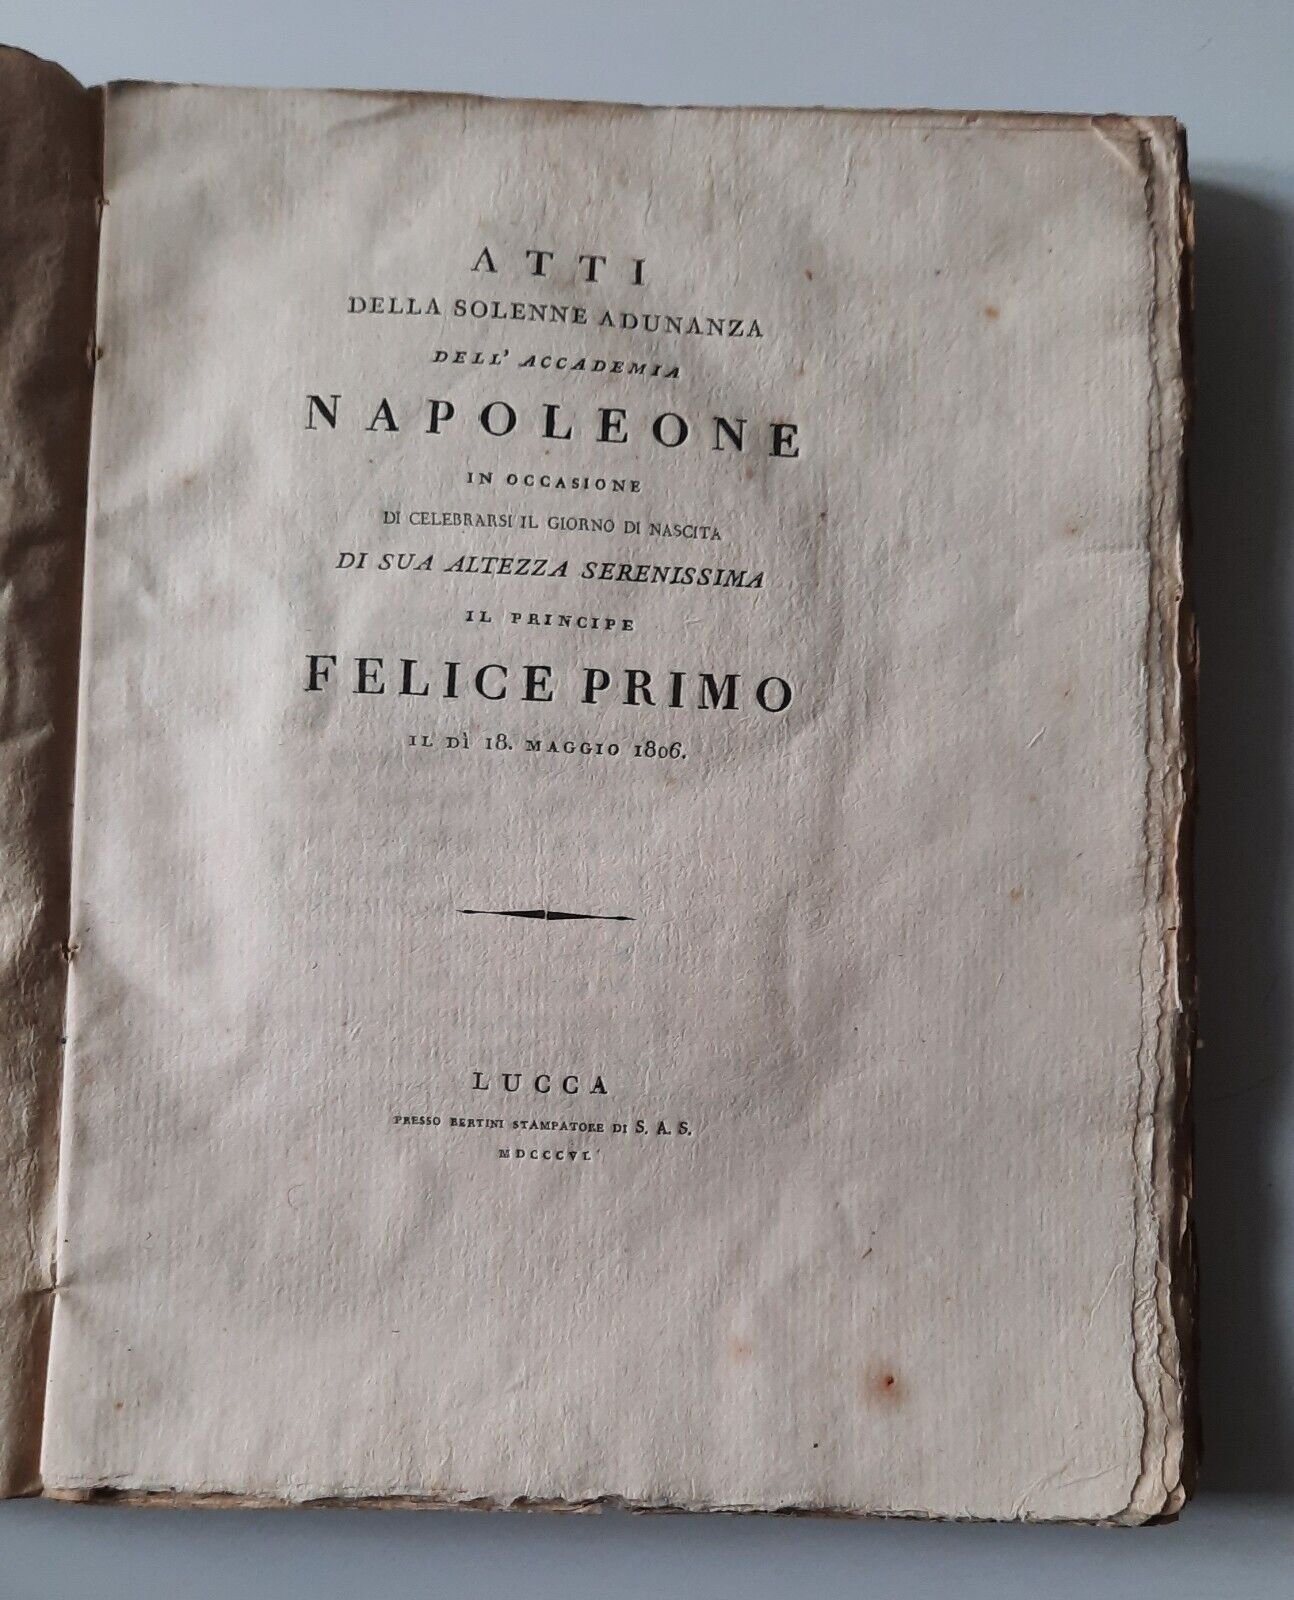 ATTI
DELLA SOLENNE ADUNANZA
DELL' ACCADEMIA
NAPOLEONE
IN OCCASIONE
DI CELEBRARSI IL GIORNO DI NASCITA
DI SUA ALTEZZA SERENISSIMA
IL PRINCIPE
FELICE PRIMO
IL DÌ 18. MAGGIO 1806.
LUCCA
PRESSO BERTINI STAMPATORE DI S. A. S.
MDCCCVI.